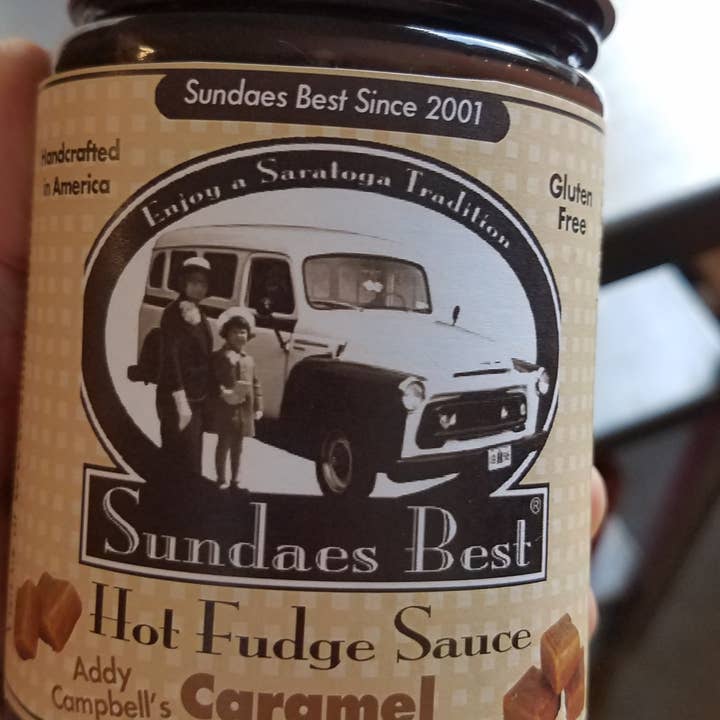 Sundaes Best Since 2001
Handcrafted
in America
Enjoy a Saratoga Tradition
Gluten
Free
Sundaes Best®
Hot Fudge Sauce
Addy
Campbell's
Caramel